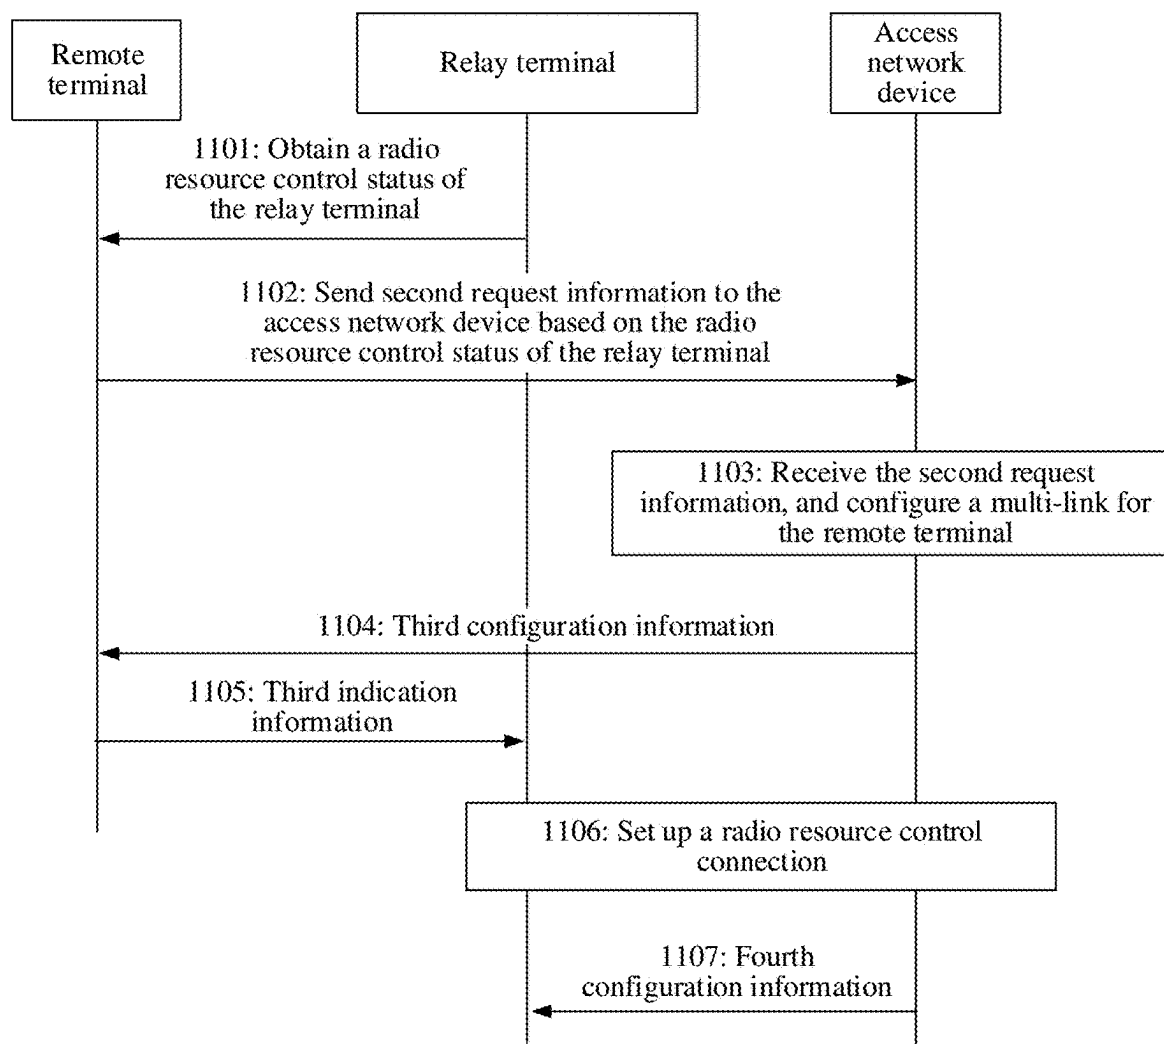 Remote
terminal
Relay terminal
Access
network
device
1101: Obtain a radio
resource control status of
the relay terminal
1102: Send second request information to the
access network device based on the radio
resource control status of the relay terminal
1103: Receive the second request
information, and configure a multi-link for
the remote terminal
1104: Third configuration information
1105: Third indication
information
1106: Set up a radio resource control
connection
1107: Fourth
configuration information